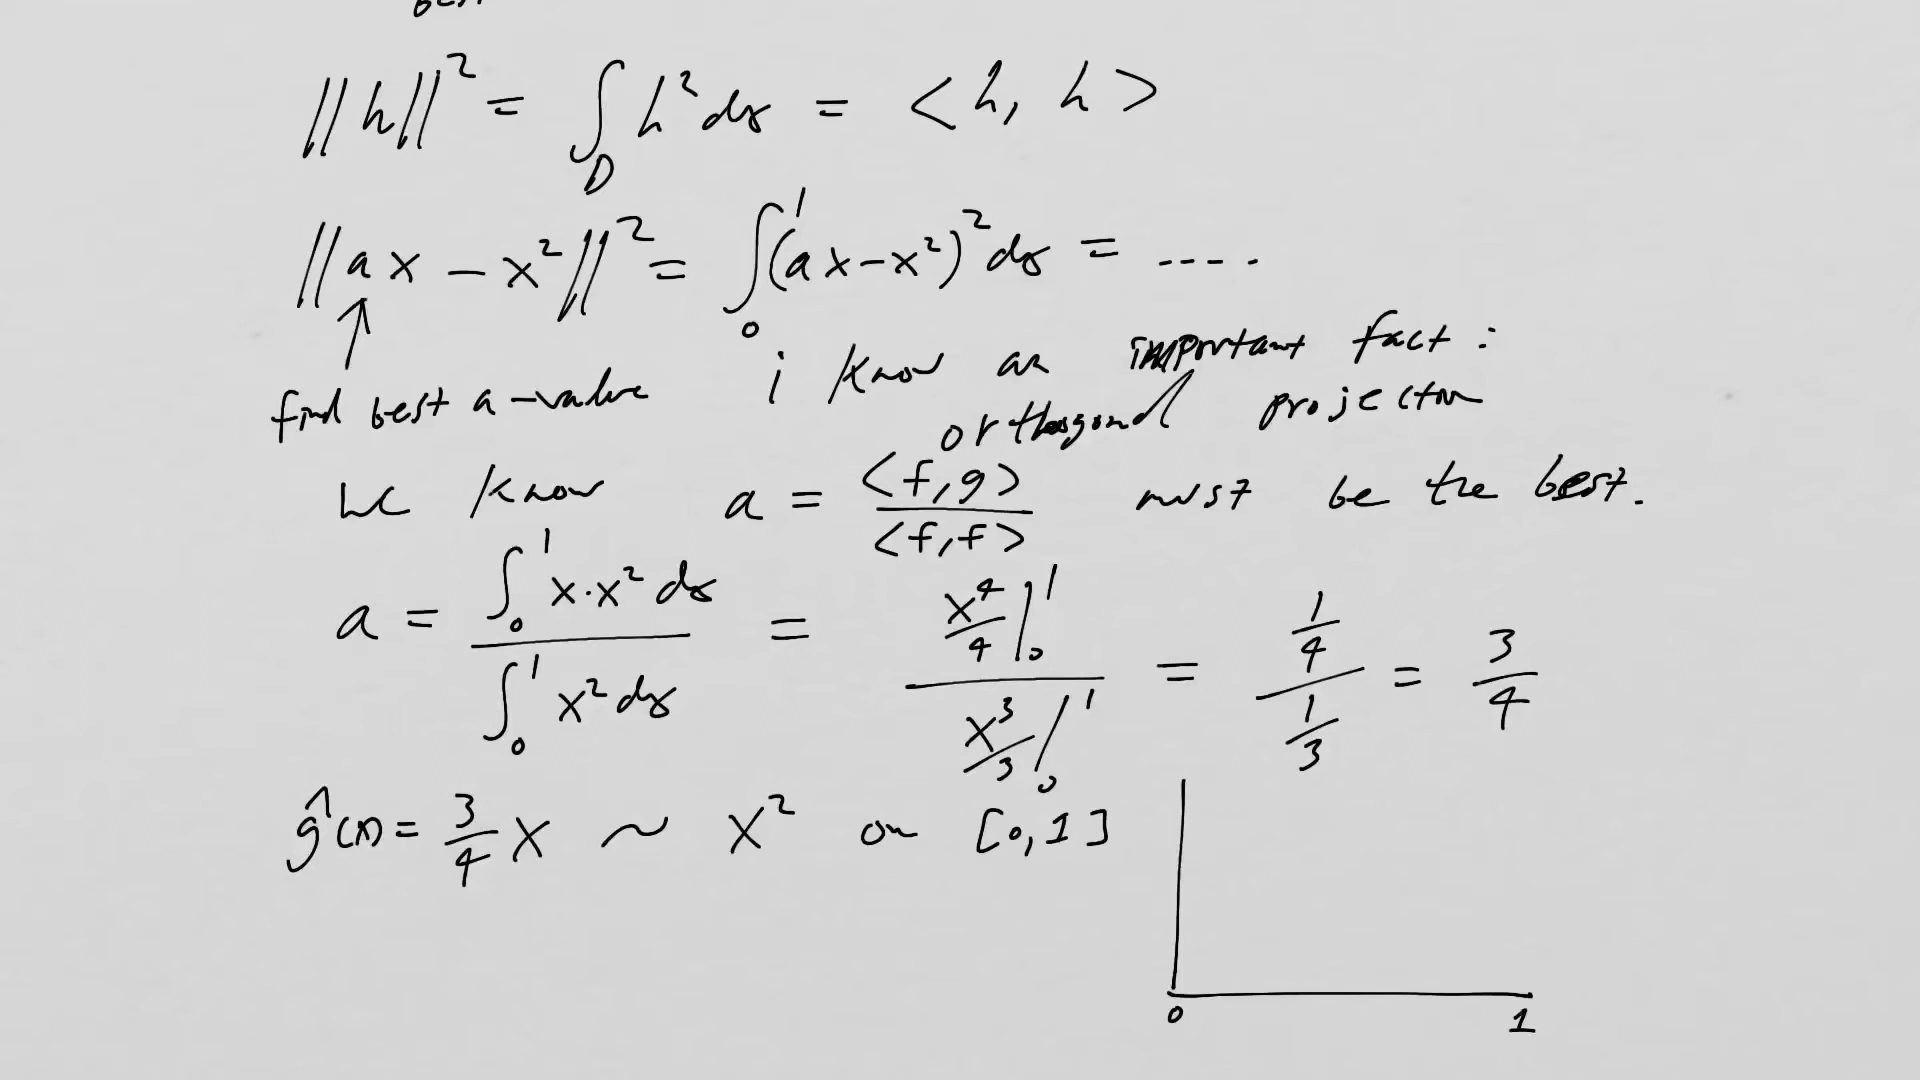 best
||h||² = ∫_D h² dx = <h, h>
||ax - x²||² = ∫₀¹ (ax-x²)² dx = ....
find best a-value i know an important fact:
orthogonal projection
We know a = <f,g>/<f,f> must be the best.
a = ∫₀¹ x·x² dx / ∫₀¹ x² dx = (x⁴/4 |₀¹) / (x³/3 |₀¹) = (1/4)/(1/3) = 3/4
ĝ(x) = 3/4 x ~ x² on [0,1]
0 1